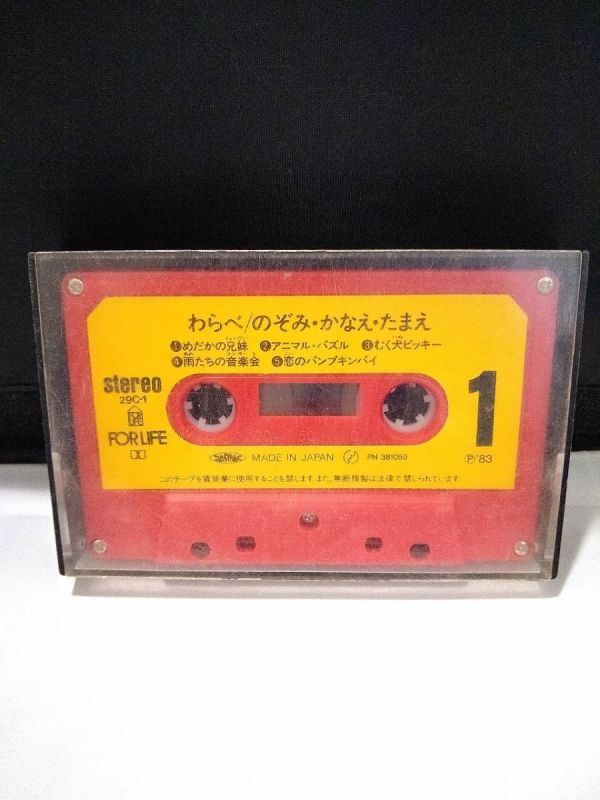 わらべ/のぞみ・かなえ・たまえ
❶めだかの兄妹 ❷アニマル・パズル ❸むく犬ビッキー
❹雨たちの音楽会 ❺恋のパンプキンパイ
stereo
29C-1
FOR LIFE
FOR LIFE
1
MADE IN JAPAN PN 381050
Ⓟ'83
このテープを賃貸業に使用することを禁じます また、無断複製は法律で禁じられています